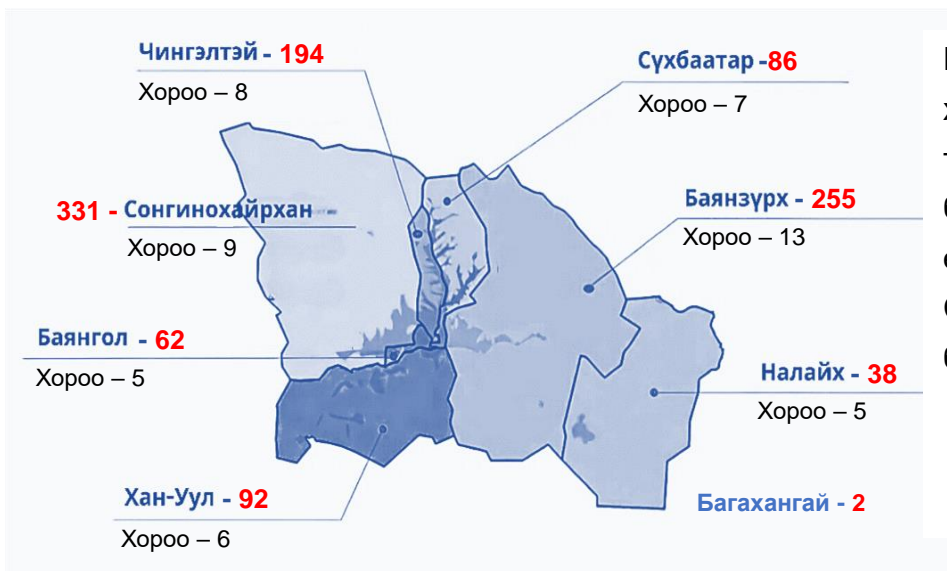 Чингэлтэй - 194
Хороо – 8
Сүхбаатар -86
Хороо – 7
331 - Сонгинохайрхан -
Хороо – 9
Баянзүрх - 255
Хороо – 13
Баянгол - 62
Хороо – 5
Налайх - 38
Хороо – 5
Хан-Уул - 92
Хороо – 6
Багахангай - 2